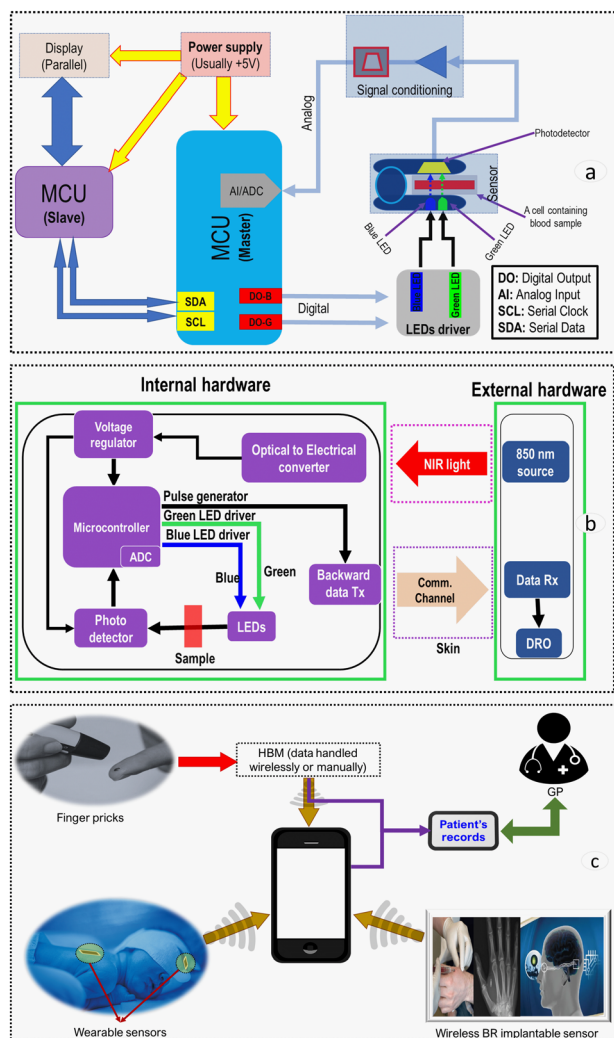 Display
(Parallel)
Power supply
(Usually +5V)
Signal conditioning
Analog
Photodetector
a
MCU
(Slave)
AI/ADC
MCU
(Master)
Sensor
A cell containing
blood sample
Blue LED
Green LED
SDA
SCL
DO-B
DO-G
Digital
Green LED
LEDs driver
DO: Digital Output
AI: Analog Input
SCL: Serial Clock
SDA: Serial Data
Internal hardware
External hardware
Voltage
regulator
Optical to Electrical
converter
NIR light
850 nm
source
b
Pulse generator
Green LED driver
Blue LED driver
Microcontroller
ADC
Blue
Green
Backward
data Tx
Comm.
Channel
Data Rx
Photo
detector
LEDs
Sample
Skin
DRO
HBM (data handled
wirelessly or manually)
Finger pricks
GP
Patient's
records
c
Wearable sensors
Wireless BR implantable sensor